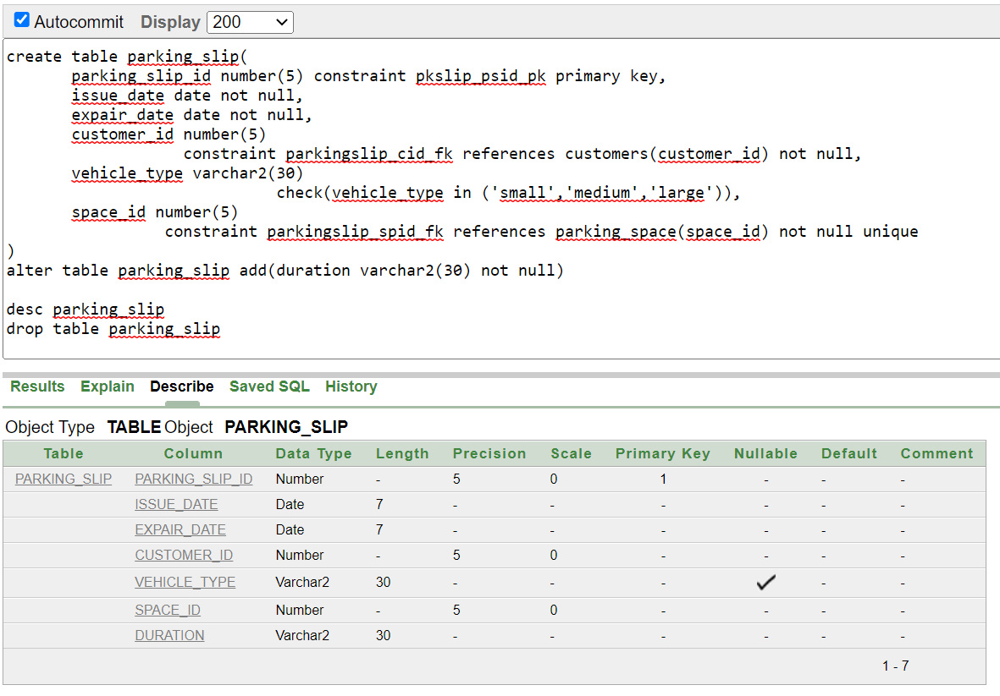 Autocommit Display 200
create table parking_slip(
parking_slip_id number(5) constraint pkslip_psid_pk primary key,
issue_date date not null,
expair_date date not null,
customer_id number(5)
constraint parkingslip_cid_fk references customers(customer_id) not null,
vehicle_type varchar2(30)
check(vehicle_type in ('small','medium','large')),
space_id number(5)
constraint parkingslip_spid_fk references parking_space(space_id) not null unique
)
alter table parking_slip add(duration varchar2(30) not null)
desc parking_slip
drop table parking_slip
Results Explain Describe Saved SQL History
Object Type TABLE Object PARKING_SLIP
Table Column Data Type Length Precision Scale Primary Key Nullable Default Comment
PARKING_SLIP PARKING_SLIP_ID Number - 5 0 1 - - -
ISSUE_DATE Date 7 - - - - - -
EXPAIR_DATE Date 7 - - - - - -
CUSTOMER_ID Number - 5 0 - - - -
VEHICLE_TYPE Varchar2 30 - - - - -
SPACE_ID Number - 5 0 - - - -
DURATION Varchar2 30 - - - - - -
1 - 7